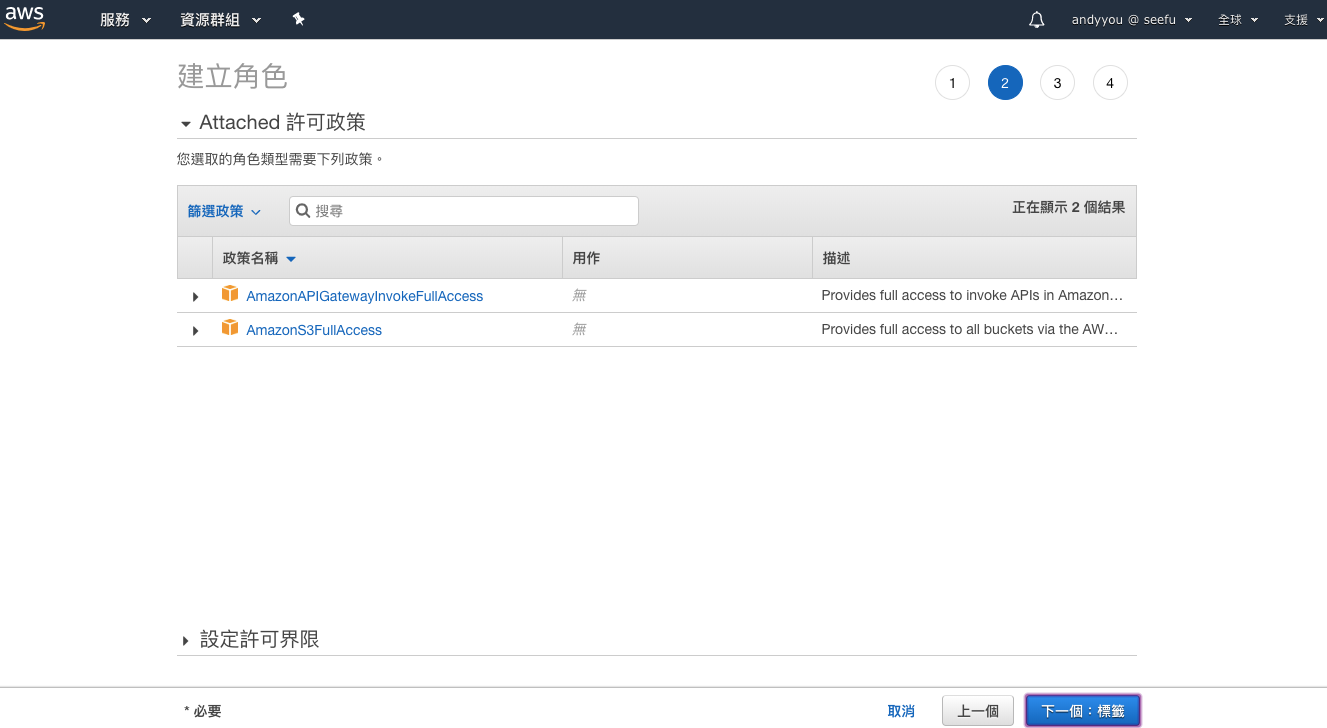 aws 服務 資源群組 andyyou @ seefu 全球 支援
建立角色
1 2 3 4
Attached 許可政策
您選取的角色類型需要下列政策。
篩選政策 搜尋 正在顯示 2 個結果
政策名稱 用作 描述
AmazonAPIGatewayInvokeFullAccess 無 Provides full access to invoke APIs in Amazon…
AmazonS3FullAccess 無 Provides full access to all buckets via the AW…
設定許可界限
* 必要 取消 上一個 下一個：標籤